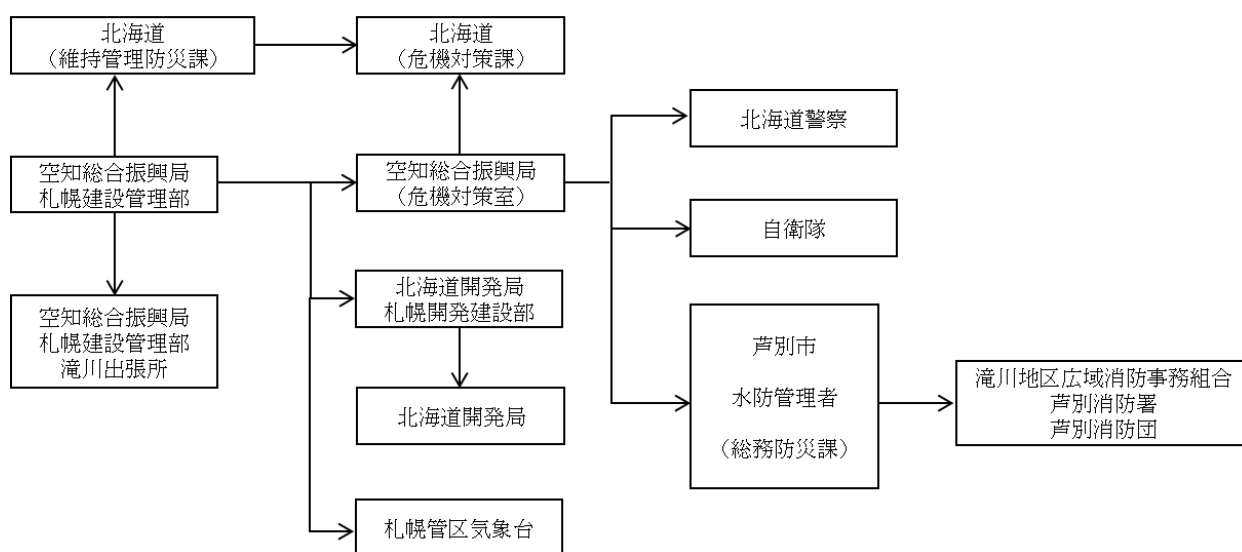 北海道
（維持管理防災課）
北海道
（危機対策課）
北海道警察
空知総合振興局
札幌建設管理部
空知総合振興局
（危機対策室）
自衛隊
空知総合振興局
札幌建設管理部
滝川出張所
北海道開発局
札幌開発建設部
芦別市
水防管理者
（総務防災課）
滝川地区広域消防事務組合
芦別消防署
芦別消防団
北海道開発局
札幌管区気象台